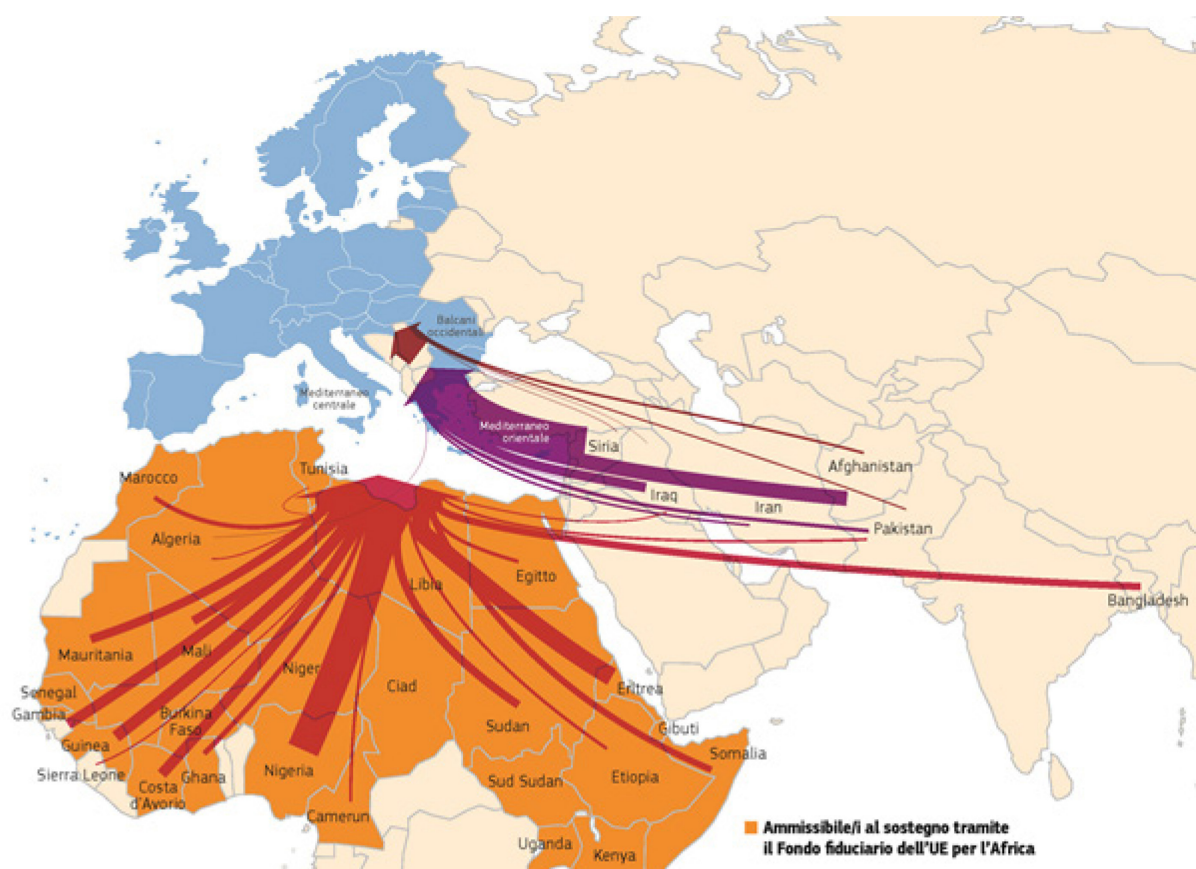 Balcani
occidentali
Mediterraneo
centrale
Mediterraneo
orientale
Siria
Afghanistan
Marocco
Tunisia
Iraq
Iran
Pakistan
Algeria
Libia
Egitto
Bangladesh
Mauritania
Mali
Niger
Ciad
Eritrea
Senegal
Gambia
Burkina
Faso
Sudan
Gibuti
Guinea
Somalia
Sierra Leone
Costa
d'Avorio
Ghana
Nigeria
Sud Sudan
Etiopia
Camerun
Uganda
Kenya
Ammissibile/i al sostegno tramite
il Fondo fiduciario dell'UE per l'Africa